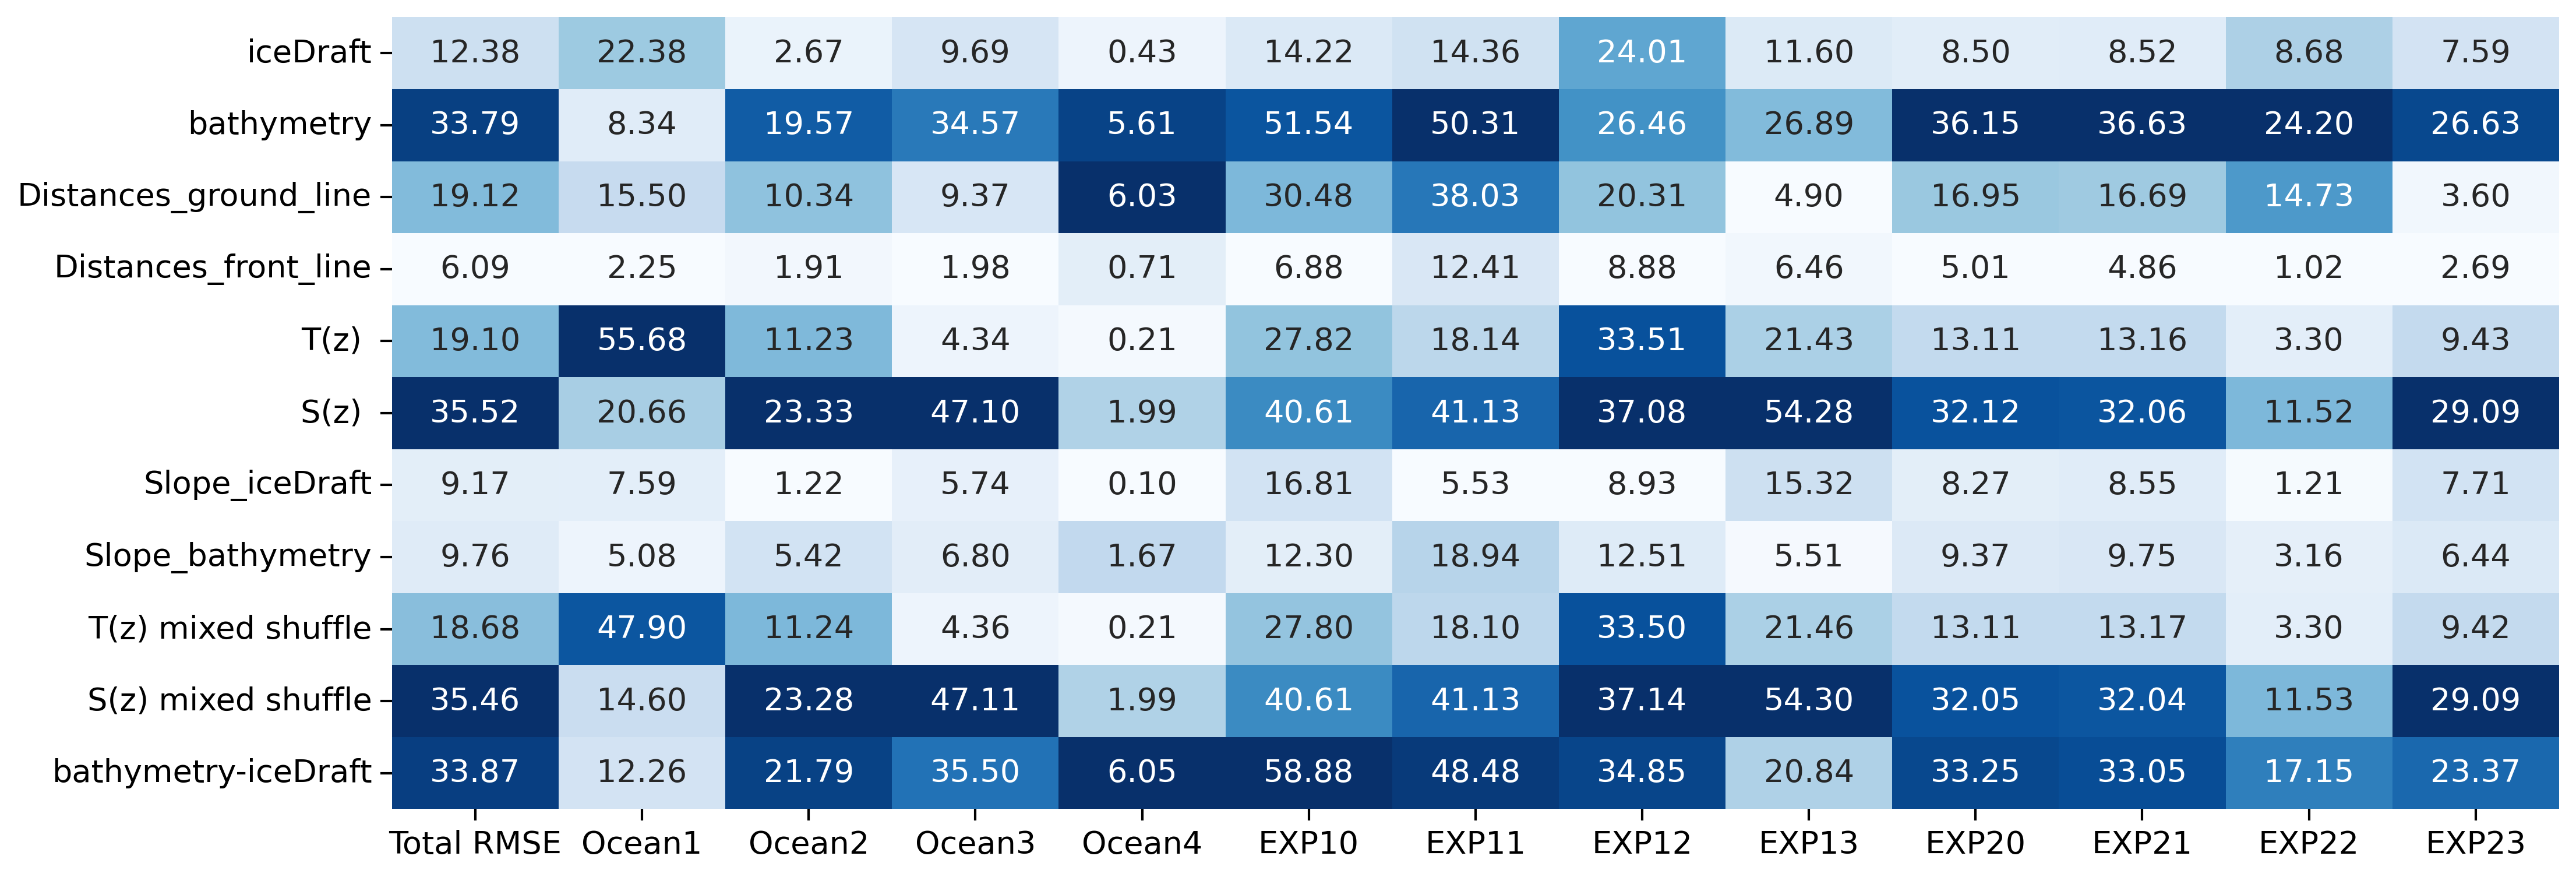 iceDraft 12.38 22.38 2.67 9.69 0.43 14.22 14.36 24.01 11.60 8.50 8.52 8.68 7.59
bathymetry 33.79 8.34 19.57 34.57 5.61 51.54 50.31 26.46 26.89 36.15 36.63 24.20 26.63
Distances_ground_line 19.12 15.50 10.34 9.37 6.03 30.48 38.03 20.31 4.90 16.95 16.69 14.73 3.60
Distances_front_line 6.09 2.25 1.91 1.98 0.71 6.88 12.41 8.88 6.46 5.01 4.86 1.02 2.69
T(z) 19.10 55.68 11.23 4.34 0.21 27.82 18.14 33.51 21.43 13.11 13.16 3.30 9.43
S(z) 35.52 20.66 23.33 47.10 1.99 40.61 41.13 37.08 54.28 32.12 32.06 11.52 29.09
Slope_iceDraft 9.17 7.59 1.22 5.74 0.10 16.81 5.53 8.93 15.32 8.27 8.55 1.21 7.71
Slope_bathymetry 9.76 5.08 5.42 6.80 1.67 12.30 18.94 12.51 5.51 9.37 9.75 3.16 6.44
T(z) mixed shuffle 18.68 47.90 11.24 4.36 0.21 27.80 18.10 33.50 21.46 13.11 13.17 3.30 9.42
S(z) mixed shuffle 35.46 14.60 23.28 47.11 1.99 40.61 41.13 37.14 54.30 32.05 32.04 11.53 29.09
bathymetry-iceDraft 33.87 12.26 21.79 35.50 6.05 58.88 48.48 34.85 20.84 33.25 33.05 17.15 23.37
Total RMSE Ocean1 Ocean2 Ocean3 Ocean4 EXP10 EXP11 EXP12 EXP13 EXP20 EXP21 EXP22 EXP23